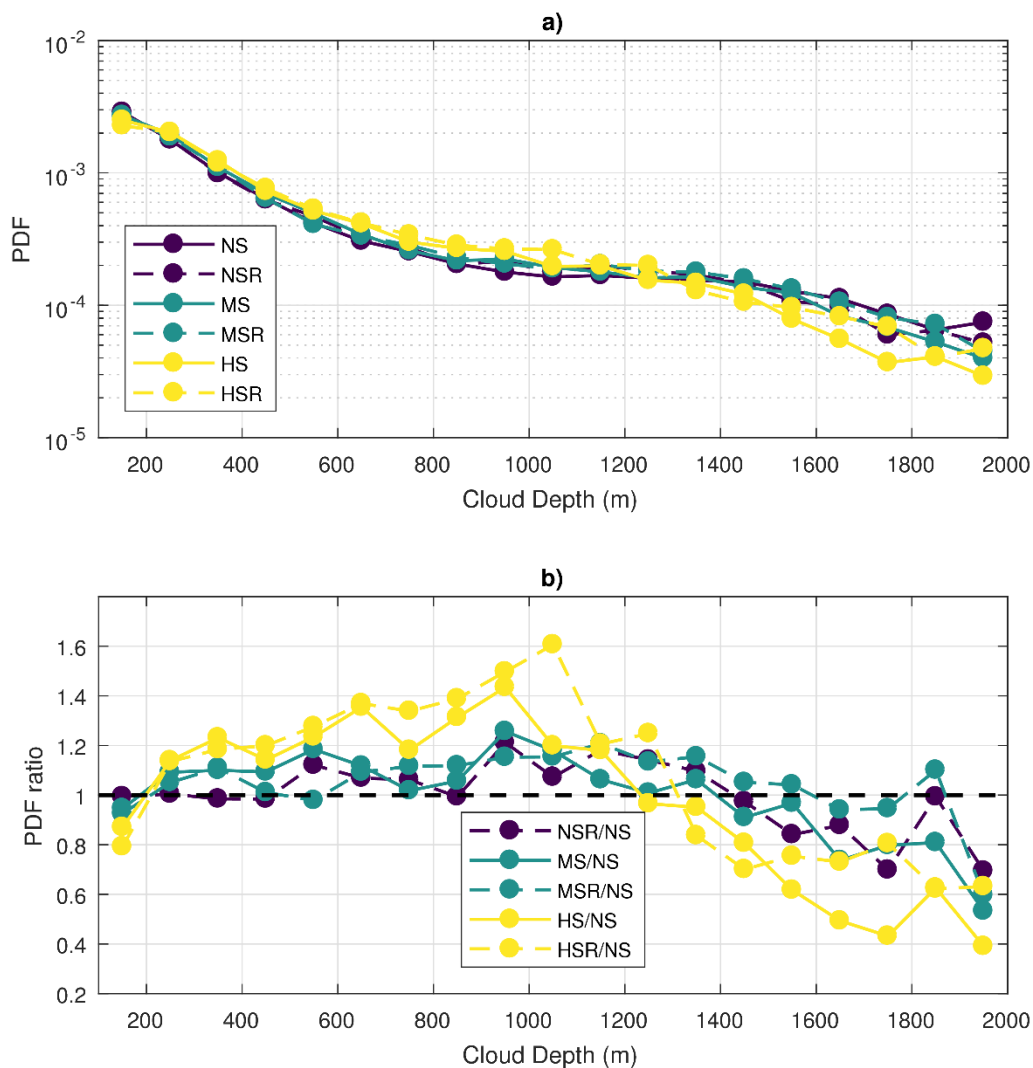 a)
PDF
10^-2
10^-3
10^-4
10^-5
NS
NSR
MS
MSR
HS
HSR
200 400 600 800 1000 1200 1400 1600 1800 2000
Cloud Depth (m)
b)
PDF ratio
1.6
1.4
1.2
1
0.8
0.6
0.4
0.2
NSR/NS
MS/NS
MSR/NS
HS/NS
HSR/NS
200 400 600 800 1000 1200 1400 1600 1800 2000
Cloud Depth (m)